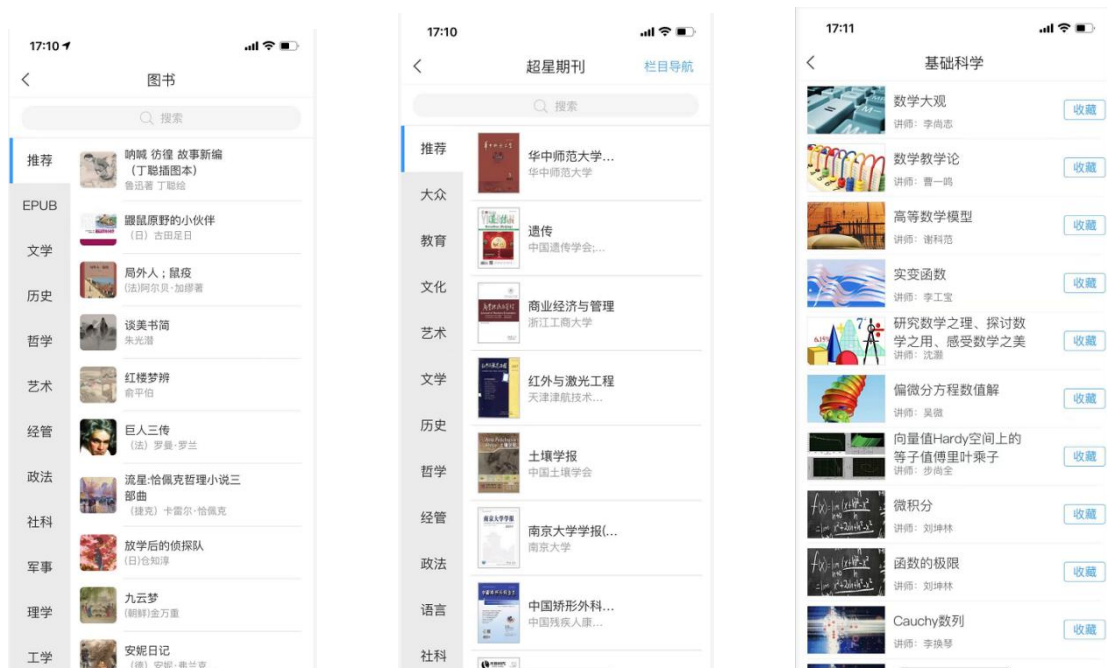 17:10
图书
搜索
推荐
EPUB
文学
历史
哲学
艺术
经管
政法
社科
军事
理学
工学
呐喊 彷徨 故事新编
（丁聪插图本）
鲁迅著 丁聪绘
鼹鼠原野的小伙伴
（日）古田足日
局外人；鼠疫
(法)阿尔贝·加缪著
谈美书简
朱光潜
红楼梦辨
俞平伯
巨人三传
（法）罗曼·罗兰
流星:恰佩克哲理小说三
部曲
（捷克）卡雷尔·恰佩克
放学后的侦探队
(日)仓知淳
九云梦
(朝鲜)金万重
安妮日记
（德）安妮·弗兰克
17:10
超星期刊
栏目导航
搜索
推荐
大众
教育
文化
艺术
文学
历史
哲学
经管
政法
语言
社科
华中师范大学...
华中师范大学
遗传
中国遗传学会;...
商业经济与管理
浙江工商大学
红外与激光工程
天津津航技术...
土壤学报
中国土壤学会
南京大学学报(...
南京大学
中国矫形外科...
中国残疾人康...
17:11
基础科学
数学大观
讲师：李尚志
收藏
数学教学论
讲师：曹一鸣
收藏
高等数学模型
讲师：谢科范
收藏
实变函数
讲师：李工宝
收藏
研究数学之理、探讨数
学之用、感受数学之美
讲师：沈灏
收藏
偏微分方程数值解
讲师：吴微
收藏
向量值Hardy空间上的
等子值傅里叶乘子
讲师：步尚全
收藏
微积分
讲师：刘坤林
收藏
函数的极限
讲师：刘坤林
收藏
Cauchy数列
讲师：李换琴
收藏